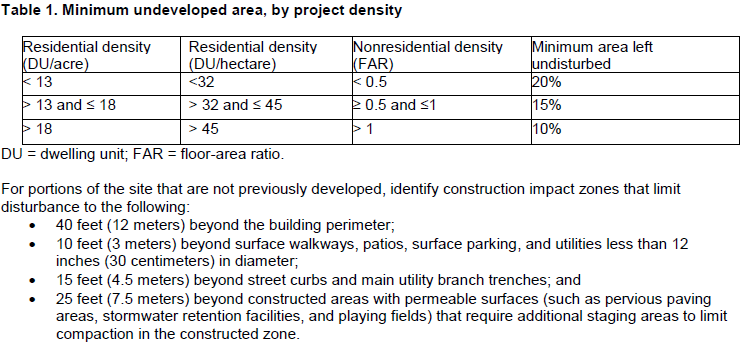 Table 1. Minimum undeveloped area, by project density
Residential density (DU/acre) Residential density (DU/hectare) Nonresidential density (FAR) Minimum area left undisturbed
< 13 <32 < 0.5 20%
> 13 and ≤ 18 > 32 and ≤ 45 ≥ 0.5 and ≤1 15%
> 18 > 45 > 1 10%
DU = dwelling unit; FAR = floor-area ratio.
For portions of the site that are not previously developed, identify construction impact zones that limit
disturbance to the following:
• 40 feet (12 meters) beyond the building perimeter;
• 10 feet (3 meters) beyond surface walkways, patios, surface parking, and utilities less than 12
inches (30 centimeters) in diameter;
• 15 feet (4.5 meters) beyond street curbs and main utility branch trenches; and
• 25 feet (7.5 meters) beyond constructed areas with permeable surfaces (such as pervious paving
areas, stormwater retention facilities, and playing fields) that require additional staging areas to limit
compaction in the constructed zone.